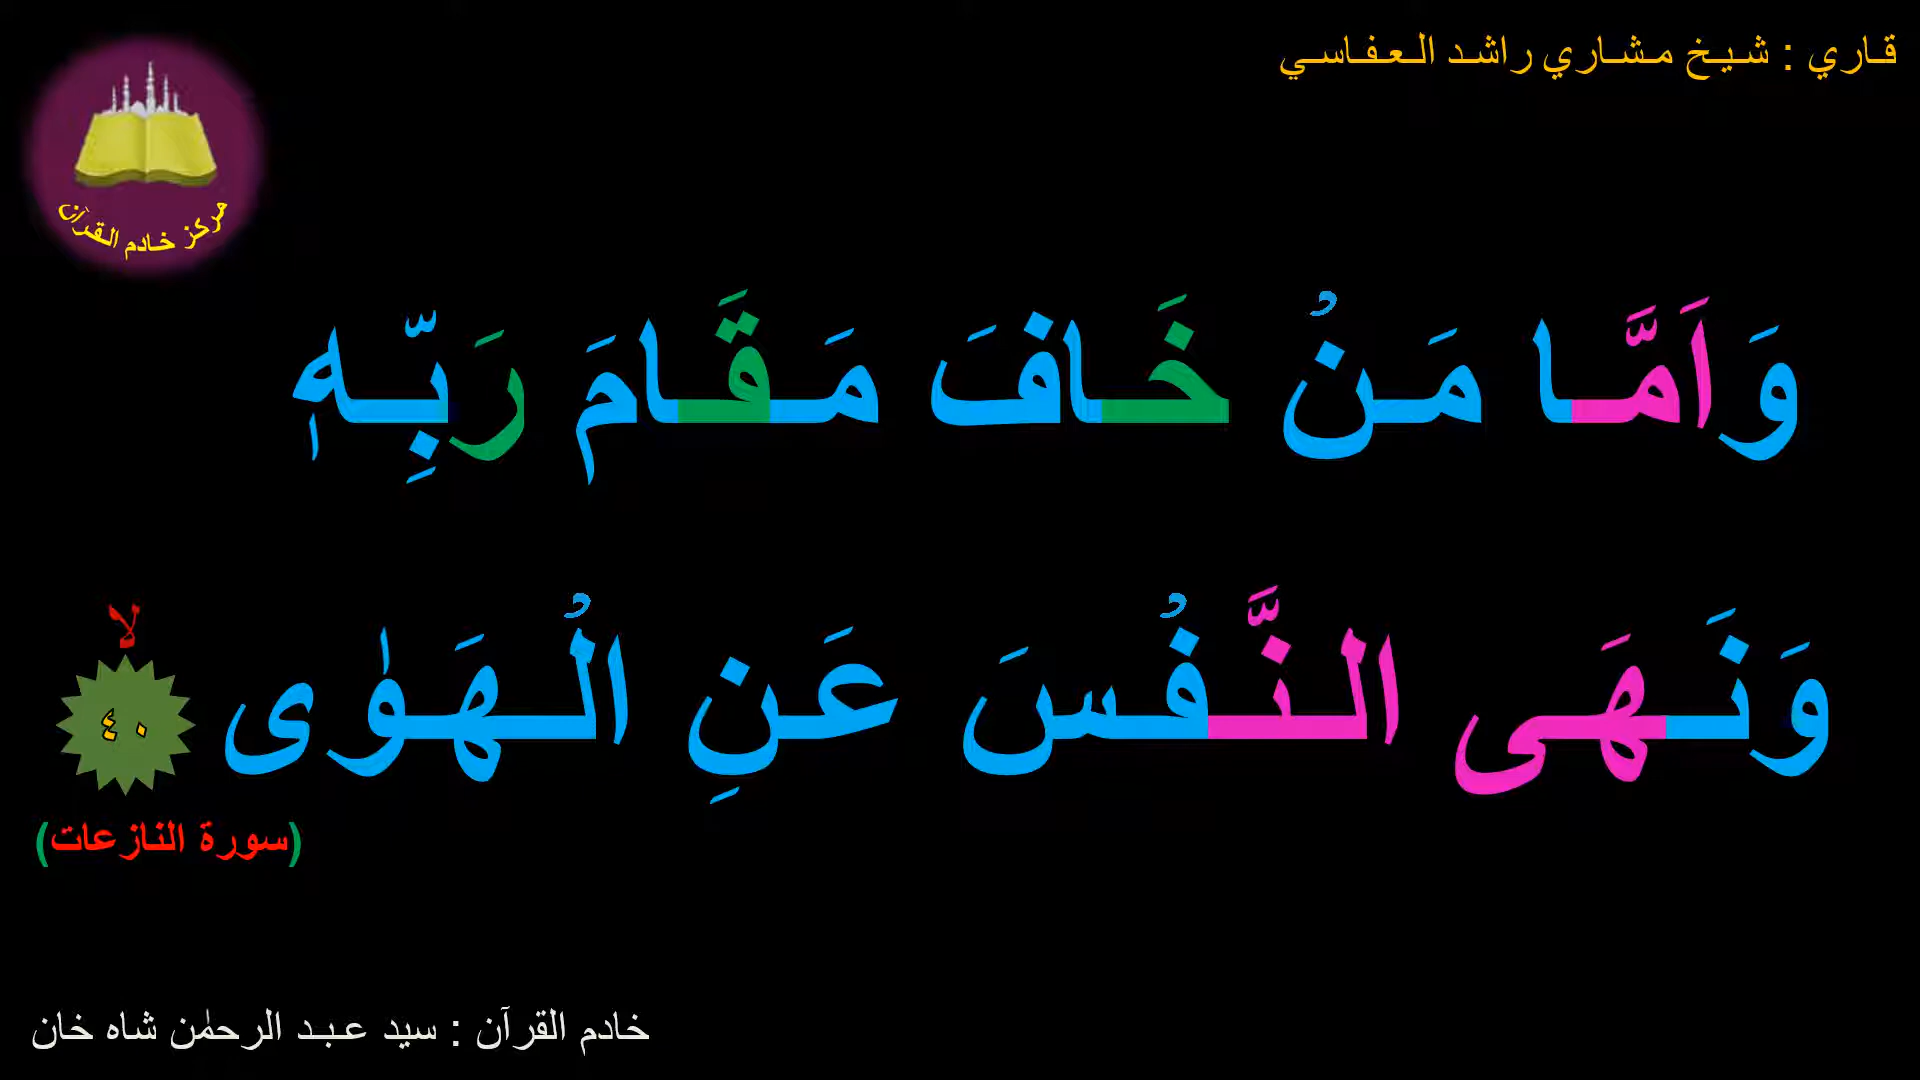 قاري : شيخ مشاري راشد العفاسي
مركز خادم القرآن
وَاَمَّا مَنْ خَافَ مَقَامَ رَبِّهٖ
وَنَهَى النَّفْسَ عَنِ الْهَوٰى ۙ ٤٠
(سورة النازعات)
خادم القرآن : سيد عبد الرحمٰن شاه خان